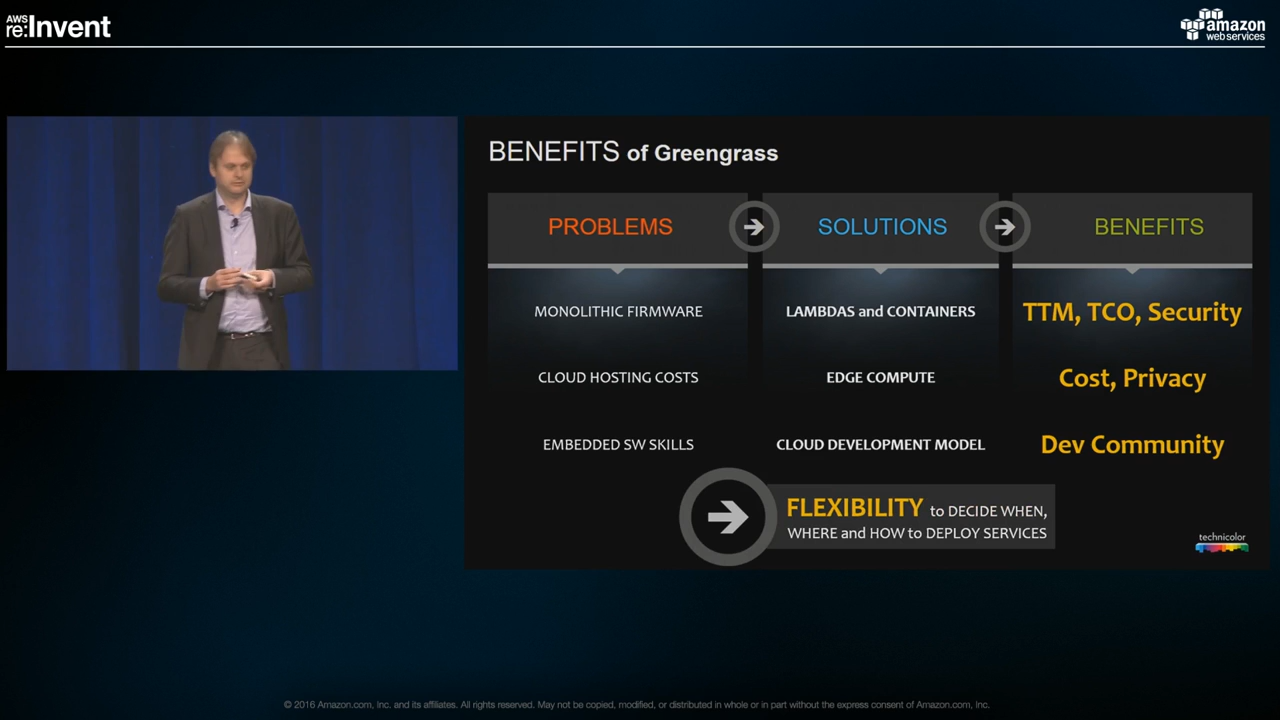 AWS
re:Invent
amazon
web services
BENEFITS of Greengrass
PROBLEMS
SOLUTIONS
BENEFITS
MONOLITHIC FIRMWARE
LAMBDAS and CONTAINERS
TTM, TCO, Security
CLOUD HOSTING COSTS
EDGE COMPUTE
Cost, Privacy
EMBEDDED SW SKILLS
CLOUD DEVELOPMENT MODEL
Dev Community
FLEXIBILITY to DECIDE WHEN,
WHERE and HOW to DEPLOY SERVICES
technicolor
© 2016 Amazon.com, Inc. and its affiliates. All rights reserved. May not be copied, modified, or distributed in whole or in part without the express consent of Amazon.com, Inc.